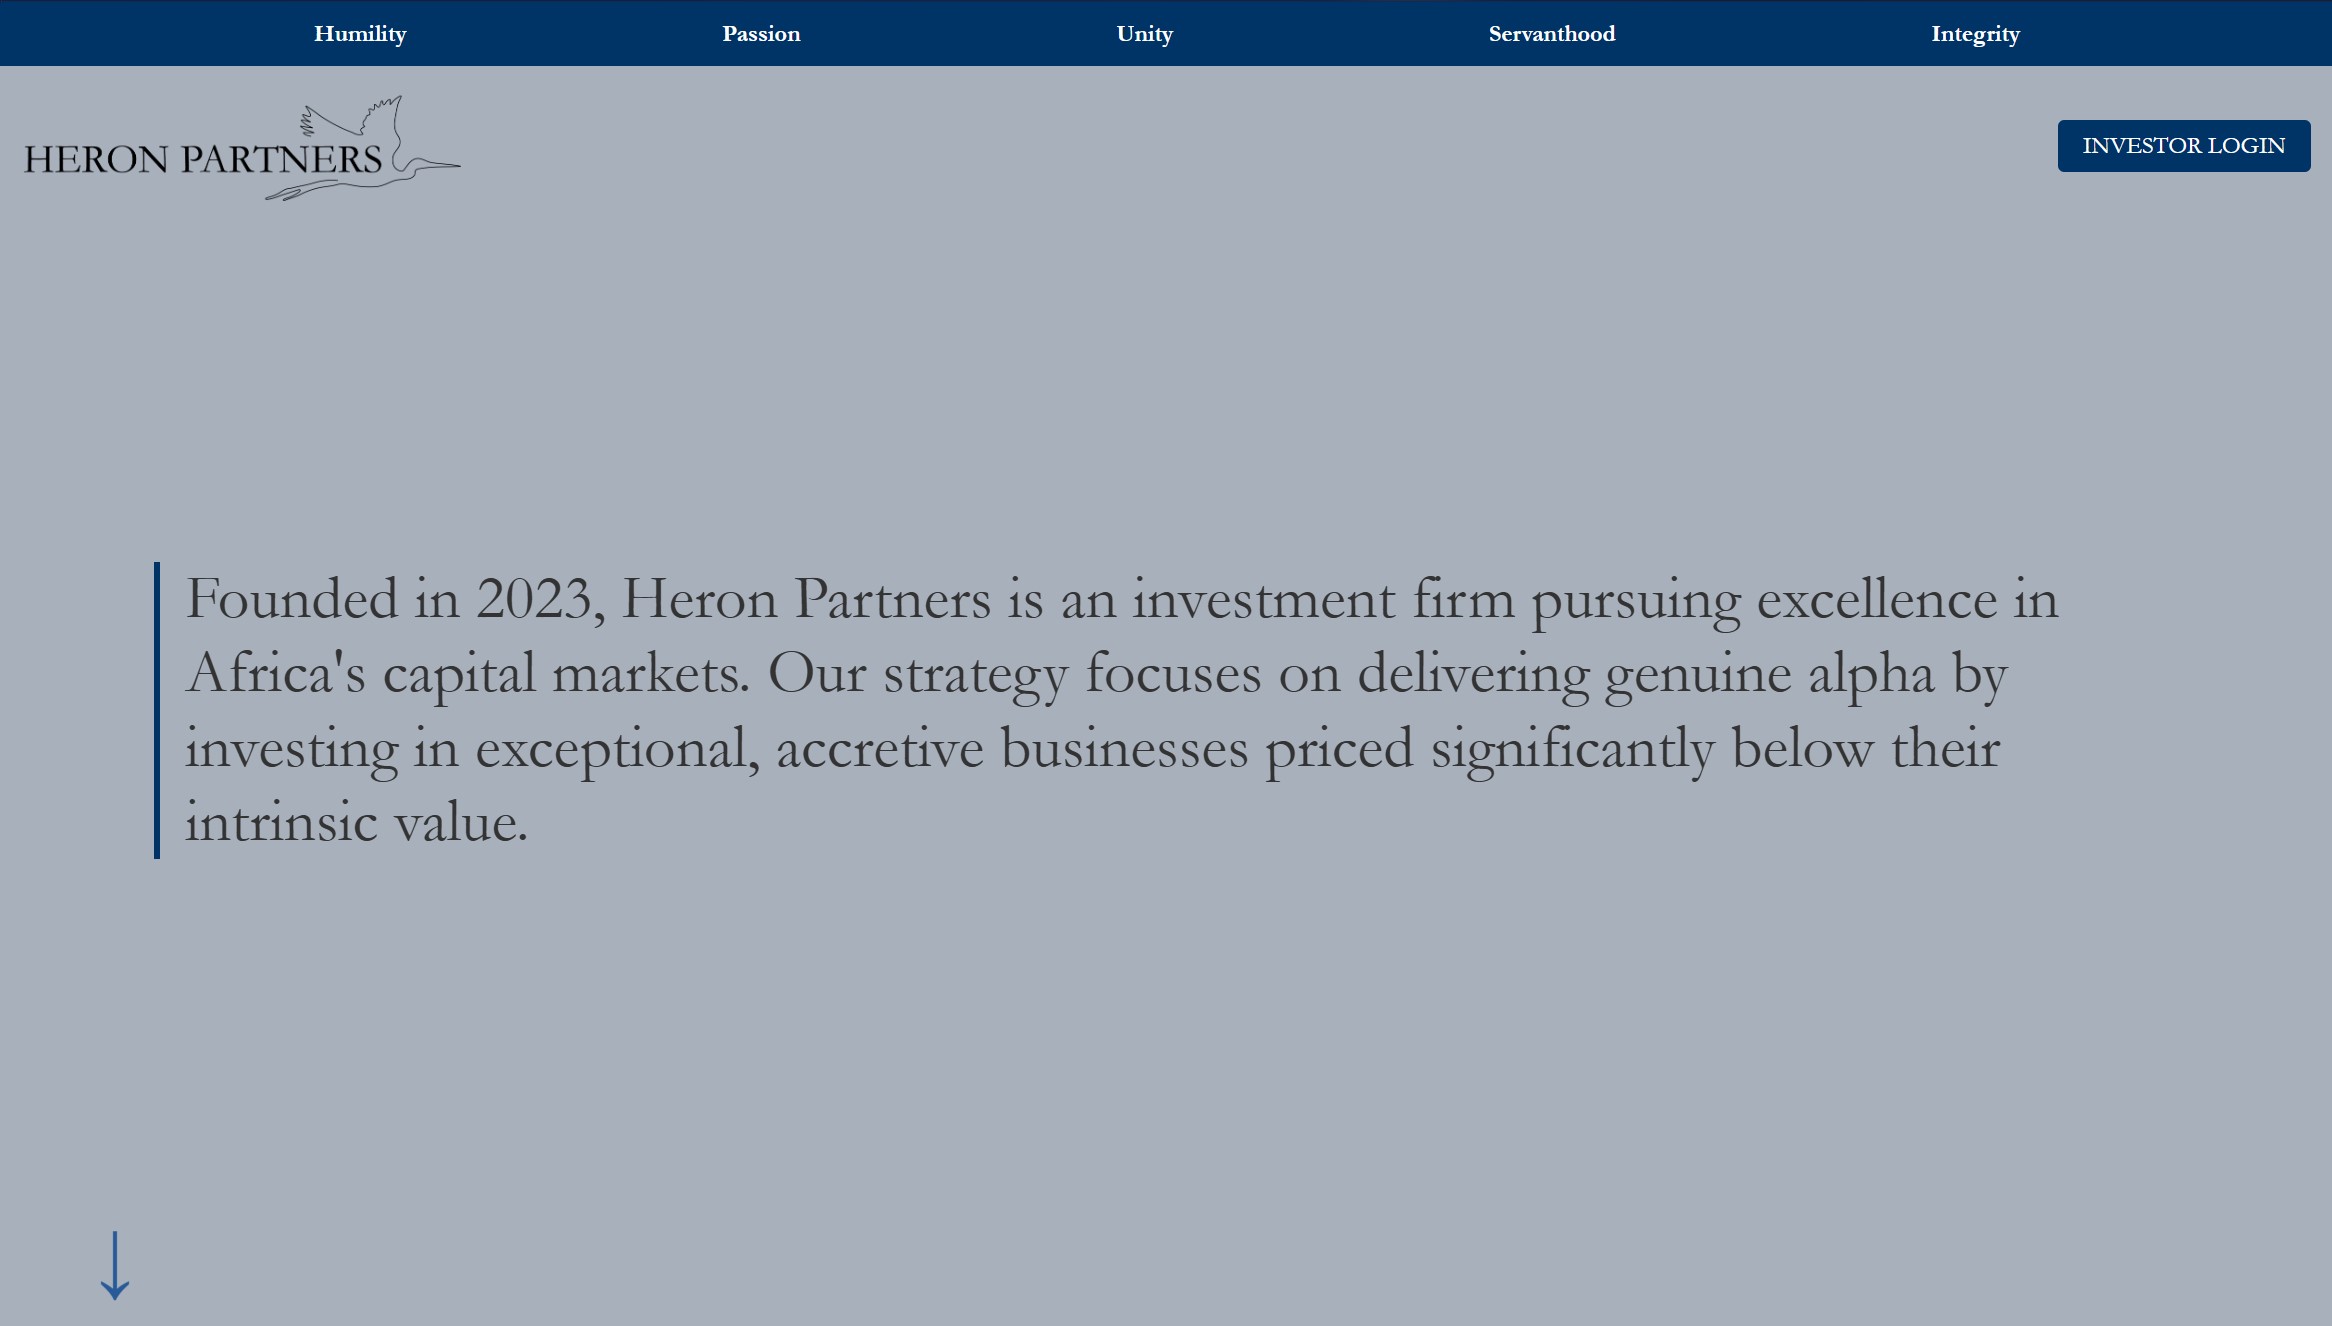 Humility Passion Unity Servanthood Integrity
HERON PARTNERS
INVESTOR LOGIN
Founded in 2023, Heron Partners is an investment firm pursuing excellence in
Africa's capital markets. Our strategy focuses on delivering genuine alpha by
investing in exceptional, accretive businesses priced significantly below their
intrinsic value.